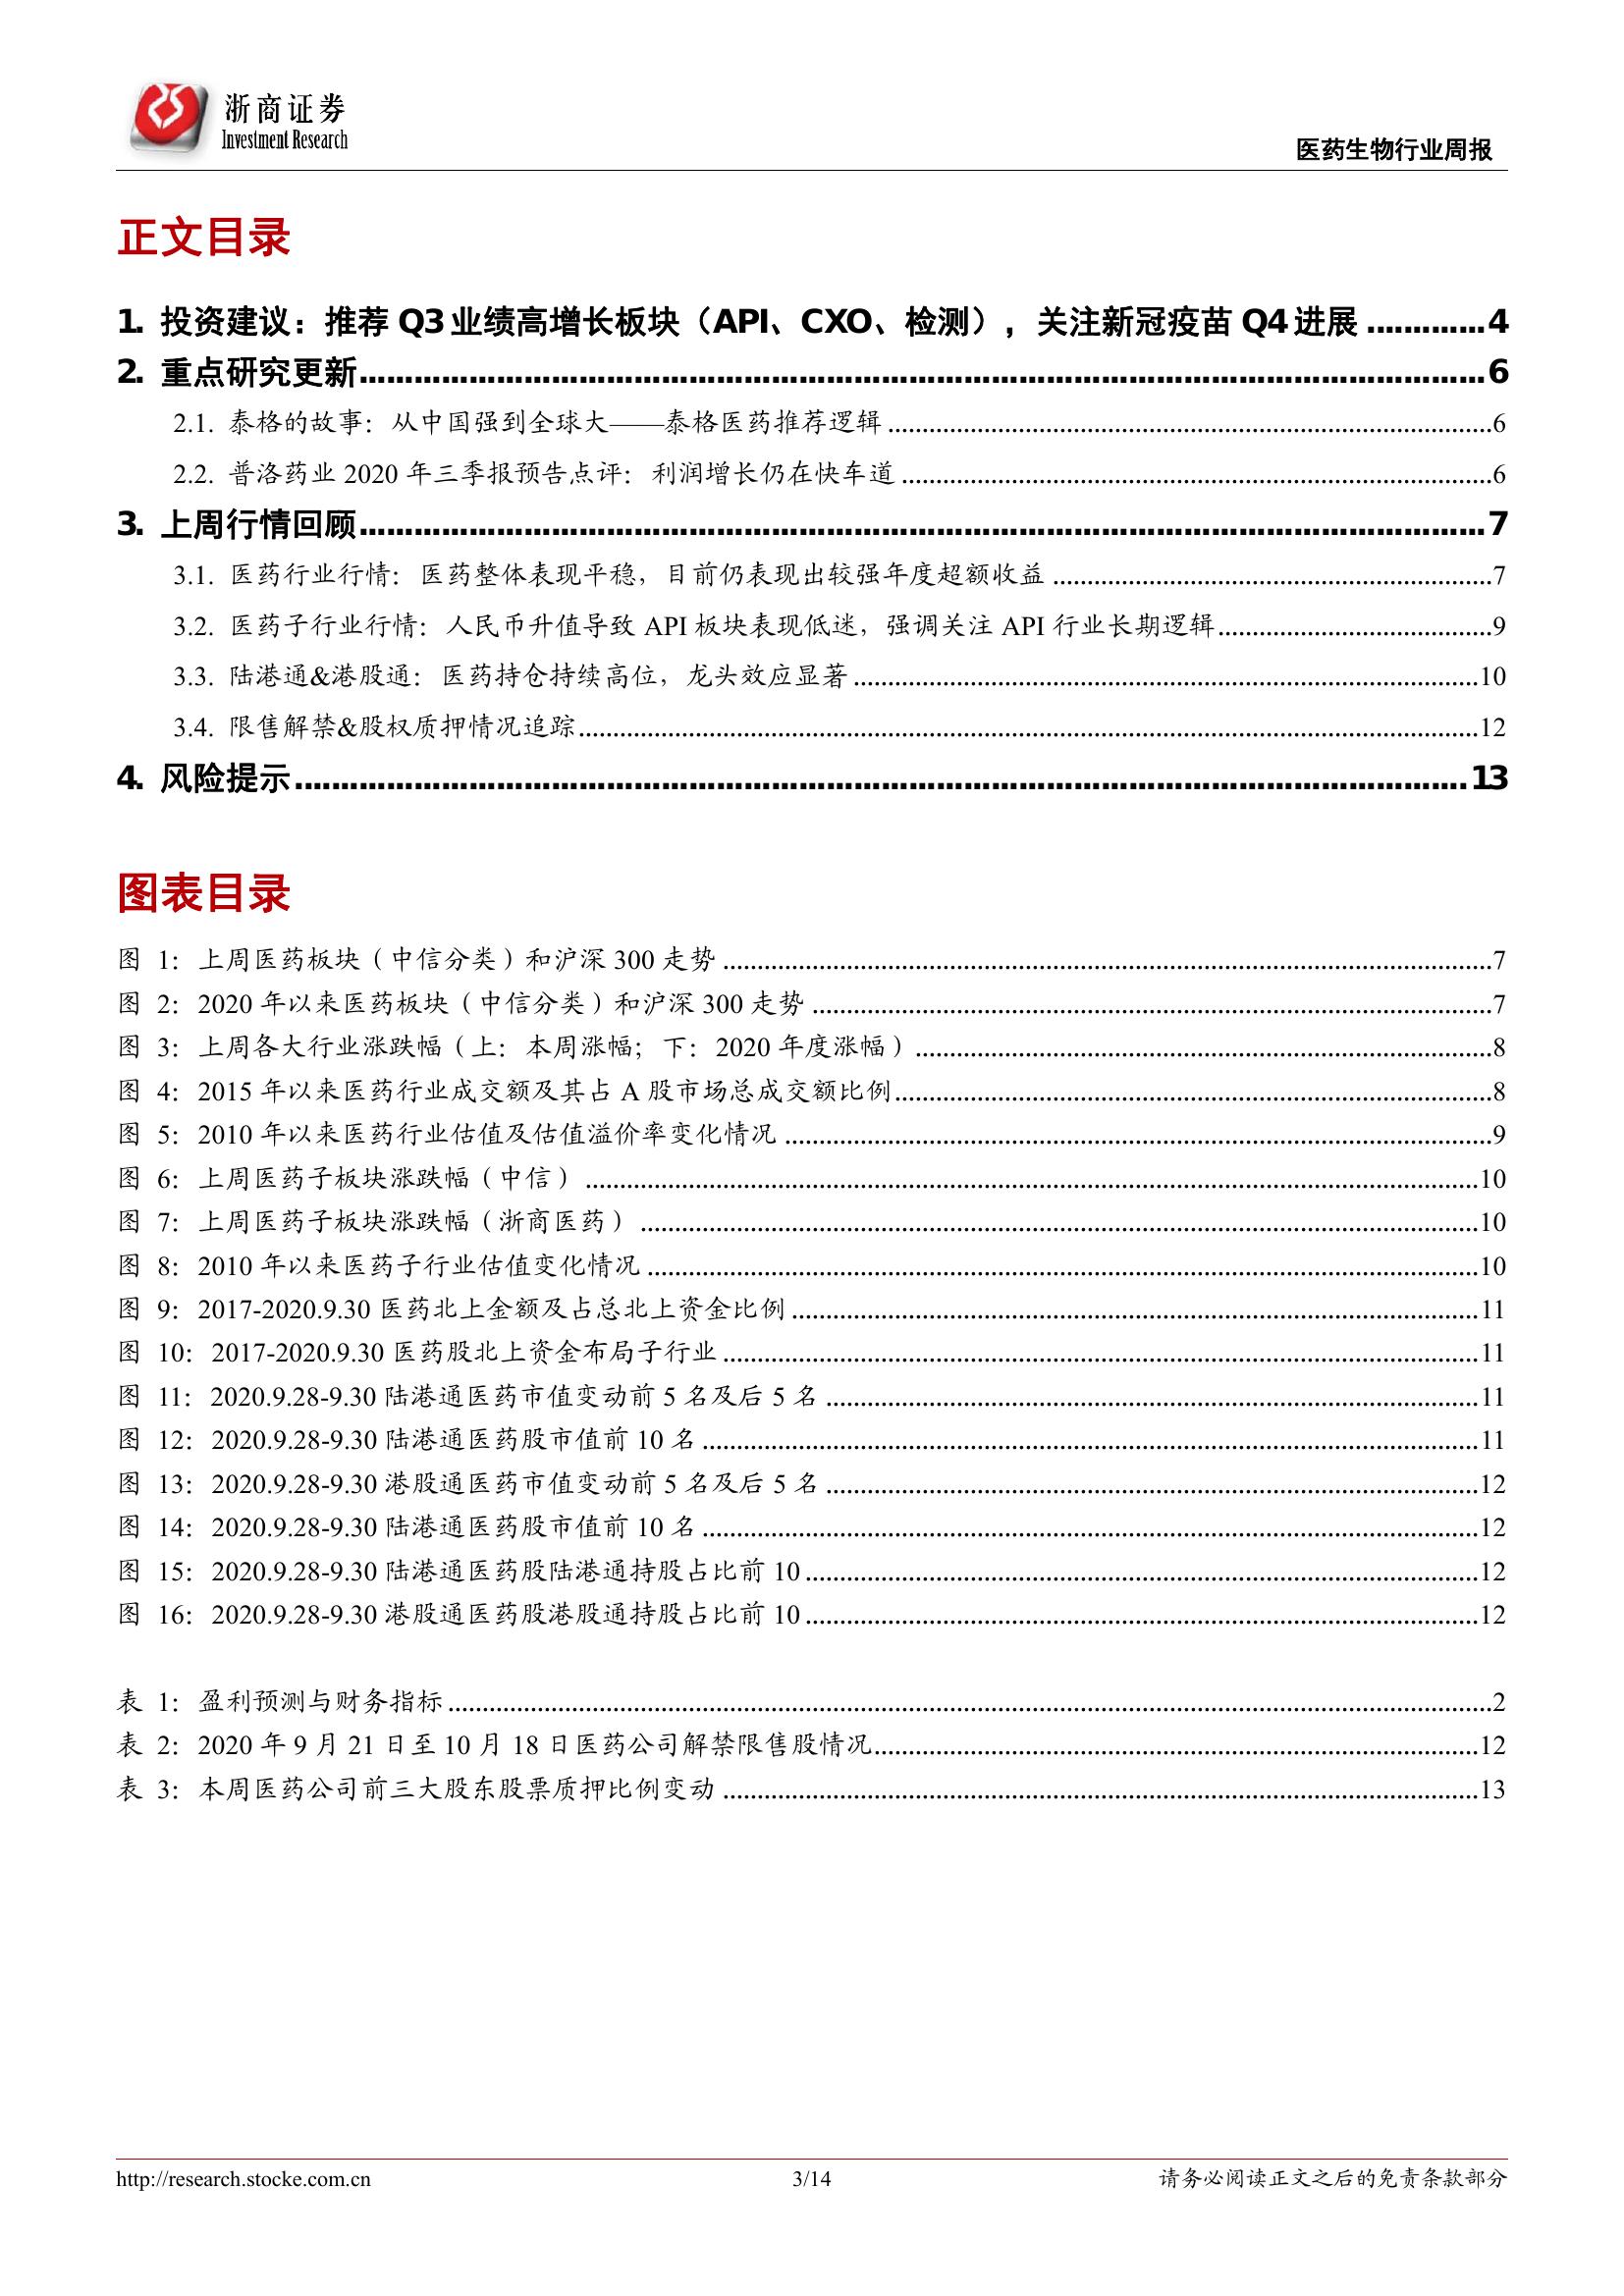 浙商证券
Investment Research
医药生物行业周报
正文目录
1. 投资建议：推荐 Q3 业绩高增长板块（API、CXO、检测），关注新冠疫苗 Q4 进展 ............. 4
2. 重点研究更新 ............. 6
2.1. 泰格的故事：从中国强到全球大——泰格医药推荐逻辑 ............. 6
2.2. 普洛药业 2020 年三季报预告点评：利润增长仍在快车道 ............. 6
3. 上周行情回顾 ............. 7
3.1. 医药行业行情：医药整体表现平稳，目前仍表现出较强年度超额收益 ............. 7
3.2. 医药子行业行情：人民币升值导致 API 板块表现低迷，强调关注 API 行业长期逻辑 ............. 9
3.3. 陆港通&港股通：医药持仓持续高位，龙头效应显著 ............. 10
3.4. 限售解禁&股权质押情况追踪 ............. 12
4. 风险提示 ............. 13
图表目录
图 1：上周医药板块（中信分类）和沪深 300 走势 ............. 7
图 2：2020 年以来医药板块（中信分类）和沪深 300 走势 ............. 7
图 3：上周各大行业涨跌幅（上：本周涨幅；下：2020 年度涨幅） ............. 8
图 4：2015 年以来医药行业成交额及其占 A 股市场总成交额比例 ............. 8
图 5：2010 年以来医药行业估值及估值溢价率变化情况 ............. 9
图 6：上周医药子板块涨跌幅（中信） ............. 10
图 7：上周医药子板块涨跌幅（浙商医药） ............. 10
图 8：2010 年以来医药子行业估值变化情况 ............. 10
图 9：2017-2020.9.30 医药北上金额及占总北上资金比例 ............. 11
图 10：2017-2020.9.30 医药股北上资金布局子行业 ............. 11
图 11：2020.9.28-9.30 陆港通医药市值变动前 5 名及后 5 名 ............. 11
图 12：2020.9.28-9.30 陆港通医药股市值前 10 名 ............. 11
图 13：2020.9.28-9.30 港股通医药市值变动前 5 名及后 5 名 ............. 12
图 14：2020.9.28-9.30 陆港通医药股市值前 10 名 ............. 12
图 15：2020.9.28-9.30 陆港通医药股陆港通持股占比前 10 ............. 12
图 16：2020.9.28-9.30 港股通医药股港股通持股占比前 10 ............. 12
表 1：盈利预测与财务指标 ............. 2
表 2：2020 年 9 月 21 日至 10 月 18 日医药公司解禁限售股情况 ............. 12
表 3：本周医药公司前三大股东股票质押比例变动 ............. 13
http://research.stocke.com.cn
3/14
请务必阅读正文之后的免责条款部分